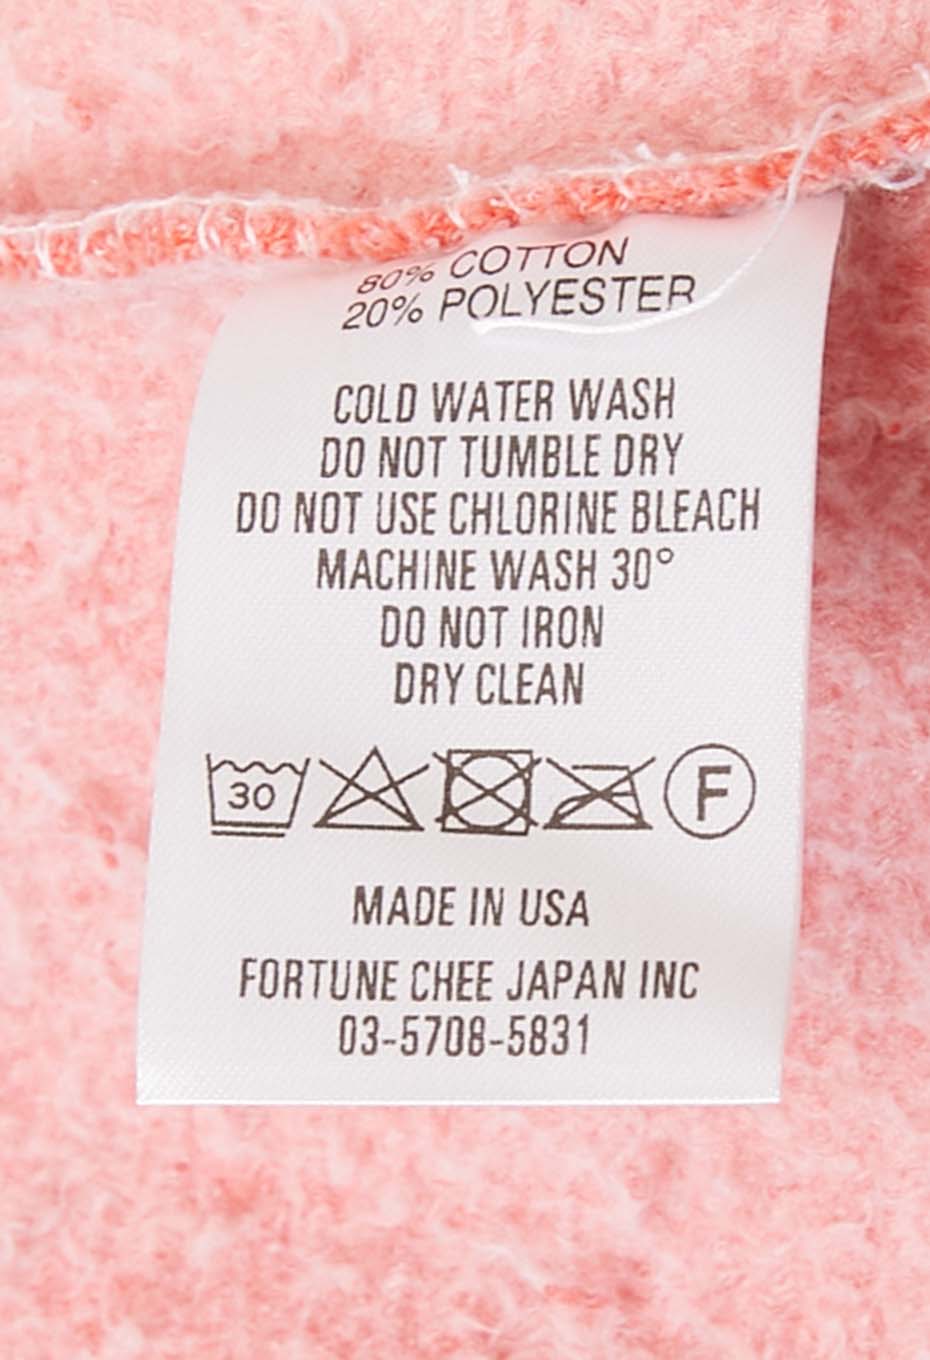 80% COTTON
20% POLYESTER
COLD WATER WASH
DO NOT TUMBLE DRY
DO NOT USE CHLORINE BLEACH
MACHINE WASH 30°
DO NOT IRON
DRY CLEAN
30 F
MADE IN USA
FORTUNE CHEE JAPAN INC
03-5708-5831